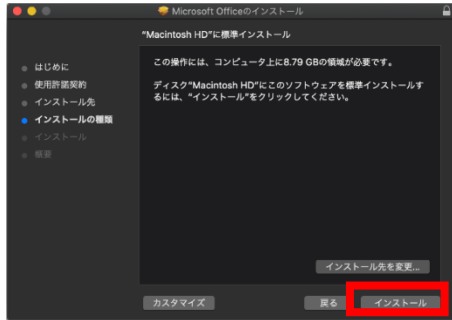 Microsoft Officeのインストール
"Macintosh HD"に標準インストール
はじめに
使用許諾契約
インストール先
インストールの種類
インストール
概要
この操作には、コンピュータ上に8.79 GBの領域が必要です。
ディスク"Macintosh HD"にこのソフトウェアを標準インストールす
るには、"インストール"をクリックしてください。
インストール先を変更...
カスタマイズ
戻る
インストール